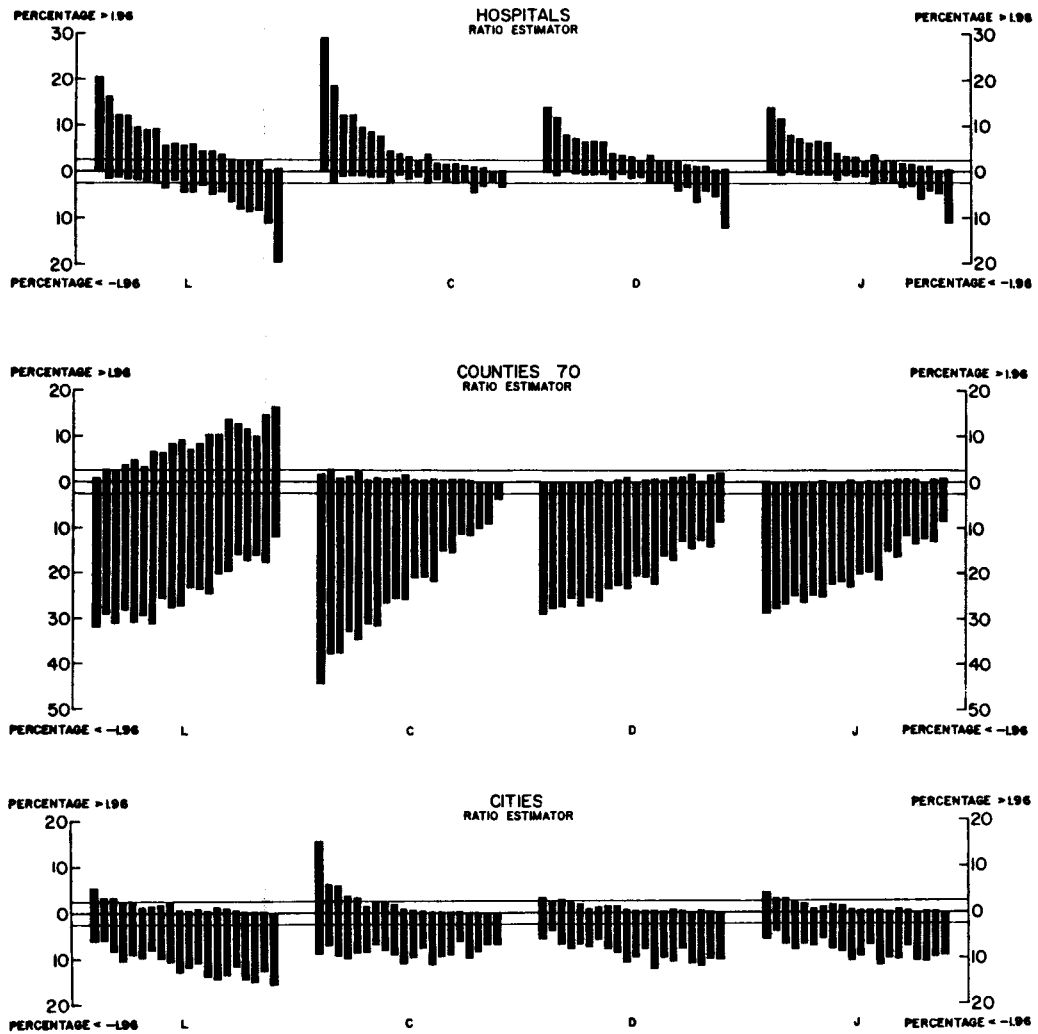 PERCENTAGE > 1.96
HOSPITALS
RATIO ESTIMATOR
PERCENTAGE > 1.96
30
20
10
0
10
20
30
20
10
0
10
20
PERCENTAGE < -1.96
L
C
D
J
PERCENTAGE < -1.96
PERCENTAGE > 1.96
COUNTIES 70
RATIO ESTIMATOR
PERCENTAGE > 1.96
20
10
0
10
20
30
40
50
20
10
0
10
20
30
40
50
PERCENTAGE < -1.96
L
C
D
J
PERCENTAGE < -1.96
PERCENTAGE > 1.96
CITIES
RATIO ESTIMATOR
PERCENTAGE > 1.96
20
10
0
10
20
20
10
0
10
20
PERCENTAGE < -1.96
L
C
D
J
PERCENTAGE < -1.96